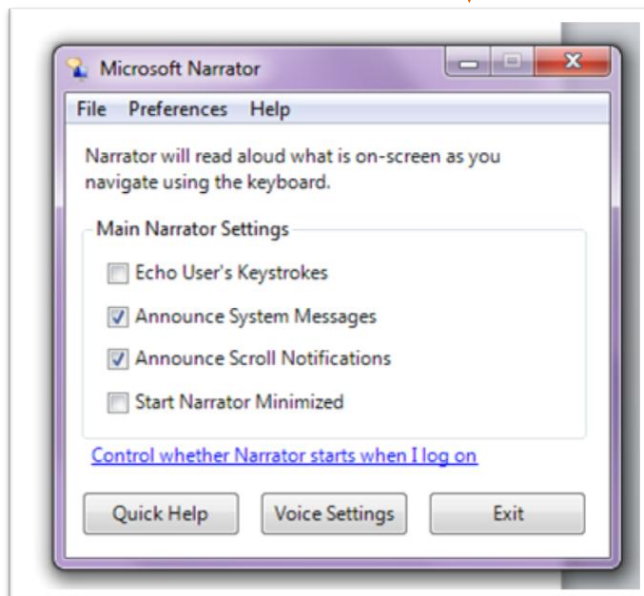 Microsoft Narrator
File Preferences Help
Narrator will read aloud what is on-screen as you
navigate using the keyboard.
Main Narrator Settings
Echo User's Keystrokes
Announce System Messages
Announce Scroll Notifications
Start Narrator Minimized
Control whether Narrator starts when I log on
Quick Help Voice Settings Exit